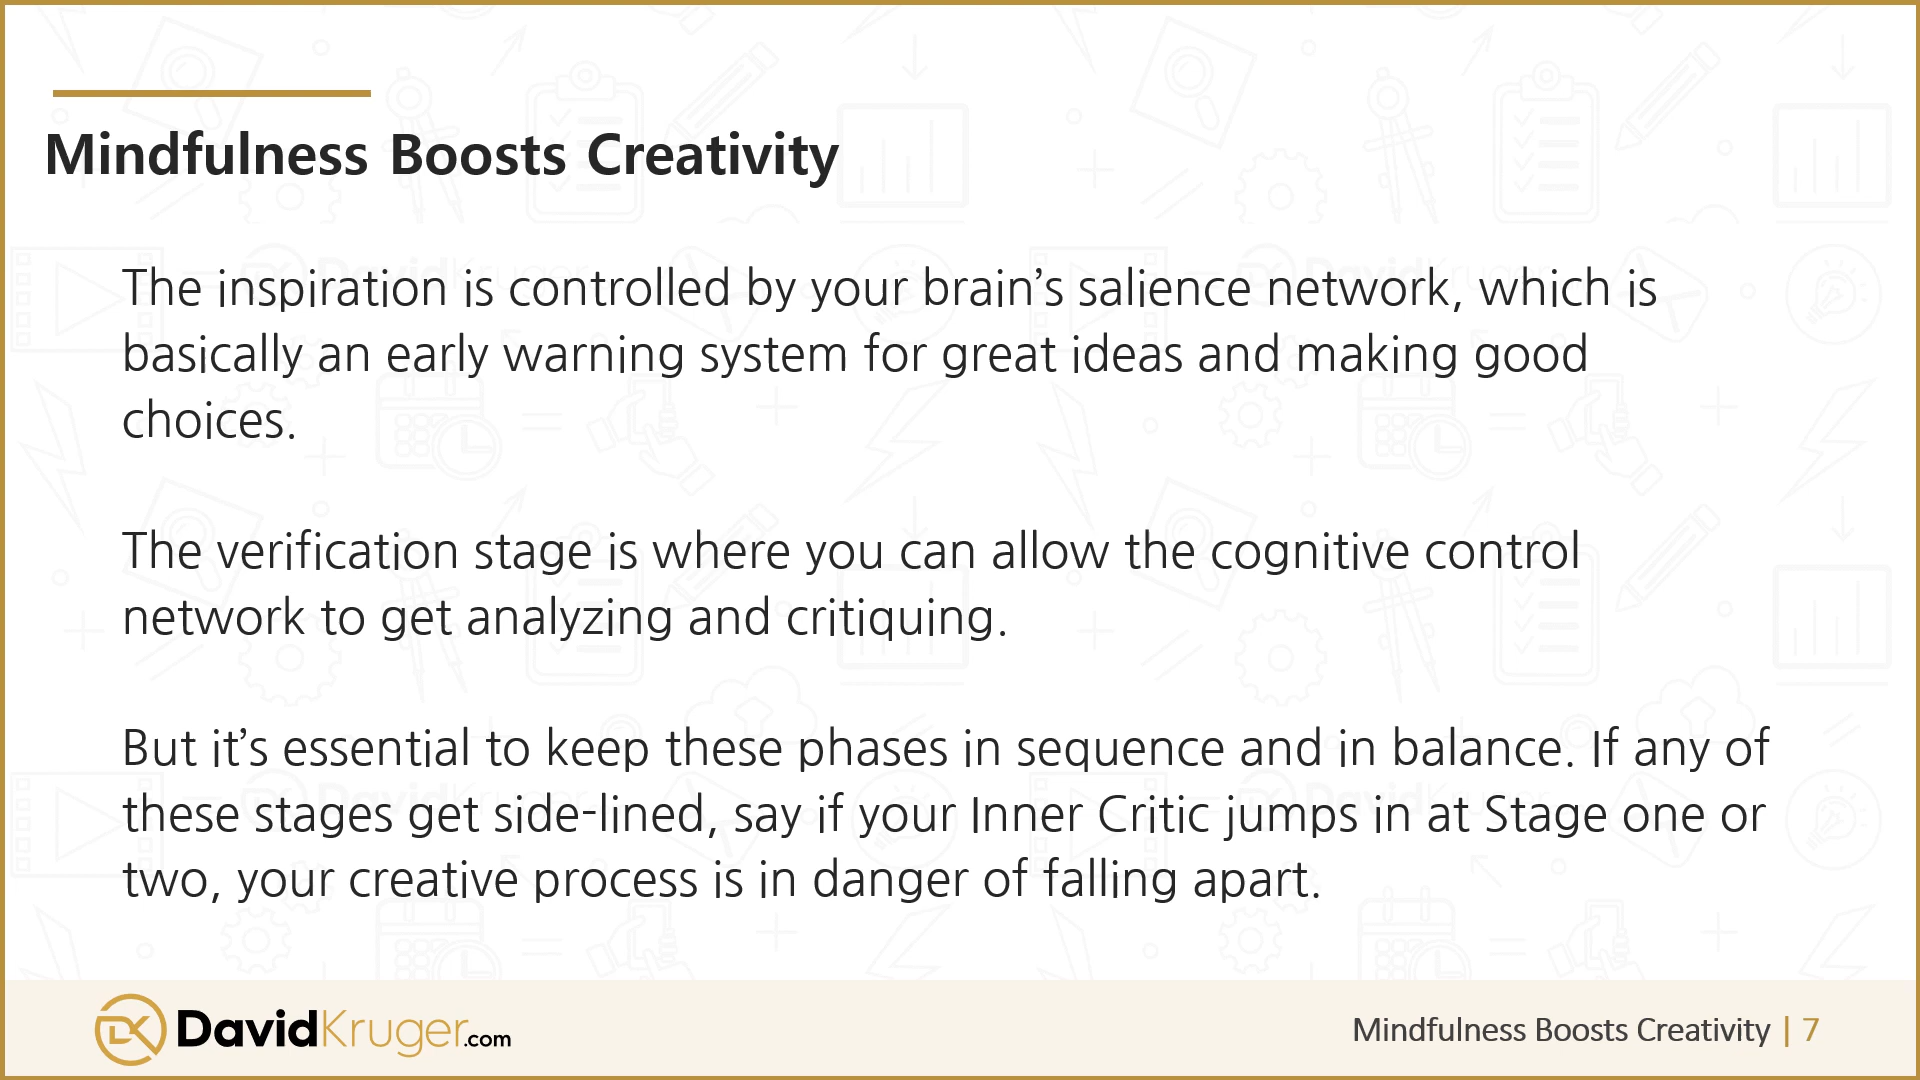 Mindfulness Boosts Creativity
The inspiration is controlled by your brain’s salience network, which is
basically an early warning system for great ideas and making good
choices.
The verification stage is where you can allow the cognitive control
network to get analyzing and critiquing.
But it’s essential to keep these phases in sequence and in balance. If any of
these stages get side-lined, say if your Inner Critic jumps in at Stage one or
two, your creative process is in danger of falling apart.
DavidKruger.com
Mindfulness Boosts Creativity | 7